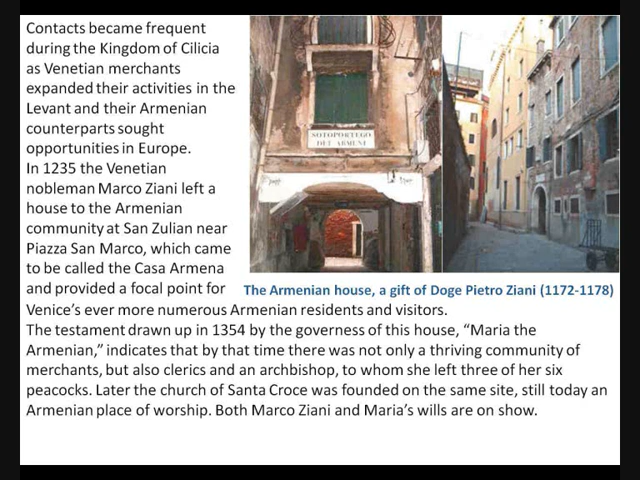 Contacts became frequent
during the Kingdom of Cilicia
as Venetian merchants
expanded their activities in the
Levant and their Armenian
counterparts sought
opportunities in Europe.
In 1235 the Venetian
nobleman Marco Ziani left a
house to the Armenian
community at San Zulian near
Piazza San Marco, which came
to be called the Casa Armena
and provided a focal point for
Venice's ever more numerous Armenian residents and visitors.
The testament drawn up in 1354 by the governess of this house, “Maria the
Armenian,” indicates that by that time there was not only a thriving community of
merchants, but also clerics and an archbishop, to whom she left three of her six
peacocks. Later the church of Santa Croce was founded on the same site, still today an
Armenian place of worship. Both Marco Ziani and Maria's wills are on show.
SOTOPORTEGO
DEI ARMENI
The Armenian house, a gift of Doge Pietro Ziani (1172-1178)